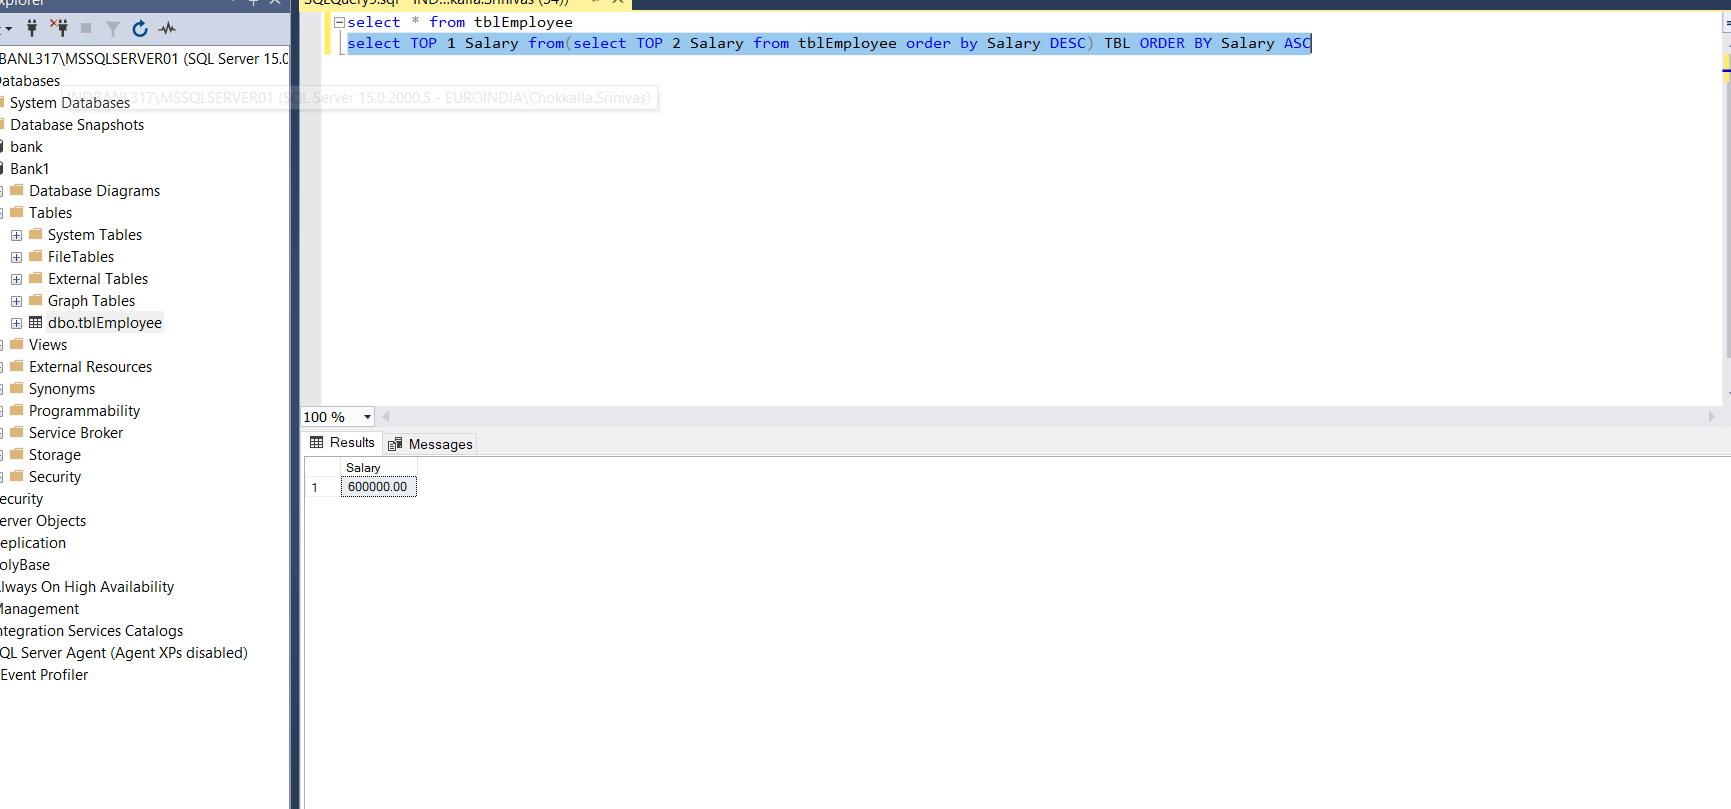 SQLQuery9.sql - IND...kalla.Srinivas (54))*
select * from tblEmployee
select TOP 1 Salary from(select TOP 2 Salary from tblEmployee order by Salary DESC) TBL ORDER BY Salary ASC
BANL317\MSSQLSERVER01 (SQL Server 15.0
atabases
System Databases
INDBANL317\MSSQLSERVER01 (SQL Server 15.0.2000.5 - EUROINDIA\Chokkalla.Srinivas)
Database Snapshots
bank
Bank1
Database Diagrams
Tables
System Tables
FileTables
External Tables
Graph Tables
dbo.tblEmployee
Views
External Resources
Synonyms
Programmability
Service Broker
Storage
Security
ecurity
erver Objects
eplication
olyBase
lways On High Availability
Management
ntegration Services Catalogs
QL Server Agent (Agent XPs disabled)
Event Profiler
100 %
Results
Messages
Salary
1 600000.00